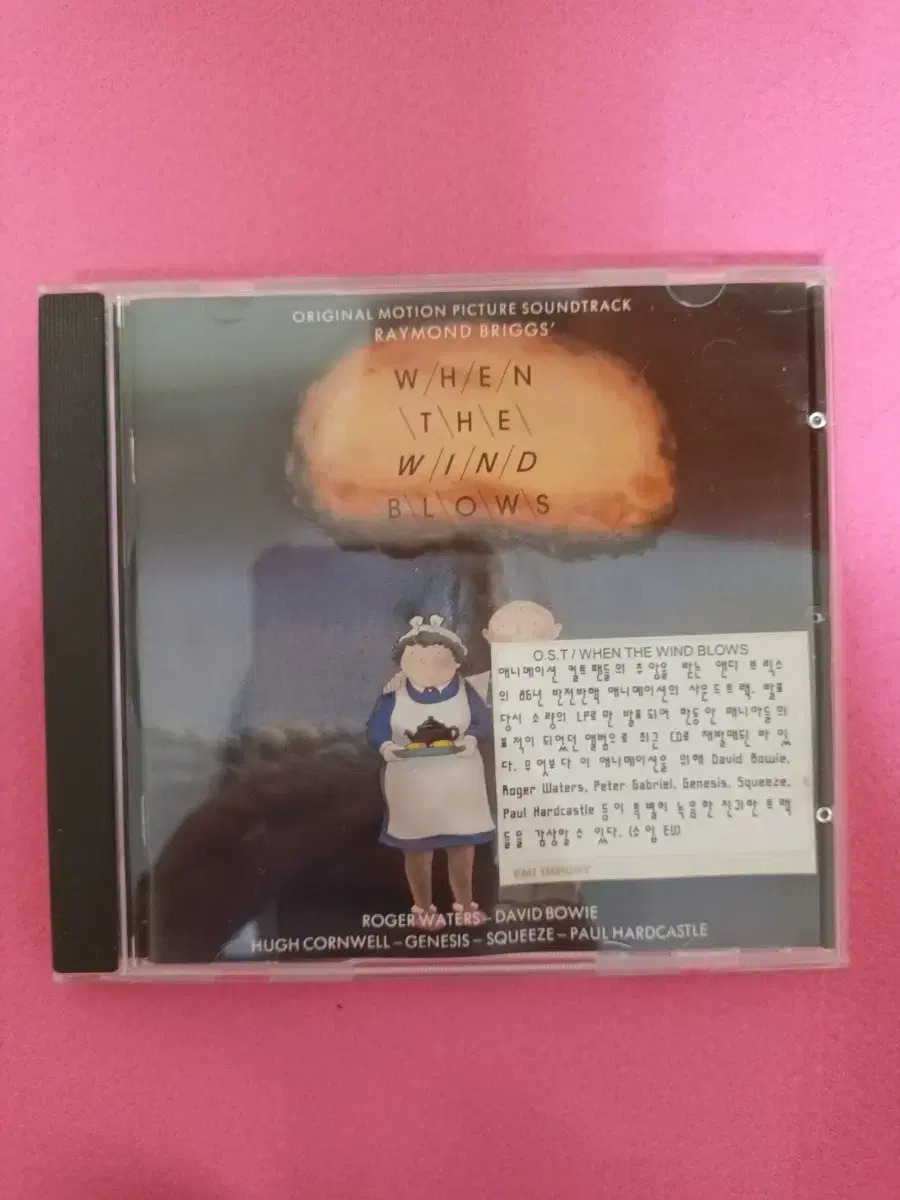 ORIGINAL MOTION PICTURE SOUNDTRACK
RAYMOND BRIGGS'
W/H/E/N
\T\H\E\
W/I/N/D
B\L\O\W\S
O.S.T / WHEN THE WIND BLOWS
애니메이션 컬트팬들의 추앙을 받는 앤디 브릭스
의 86년 반전반핵 애니메이션의 사운드트랙. 발표
당시 소량의 LP로만 발표되어 한동안 매니아들의
표적이 되었던 앨범으로 최근 CD로 재발매된 바 있
다. 무엇보다 이 애니메이션을 위해 David Bowie,
Roger Waters, Peter Gabriel, Genesis, Squeeze,
Paul Hardcastle 등이 특별히 녹음한 진귀한 트랙
들을 감상할 수 있다. (수입 EU)
EMI IMPORT
ROGER WATERS – DAVID BOWIE
HUGH CORNWELL – GENESIS – SQUEEZE – PAUL HARDCASTLE